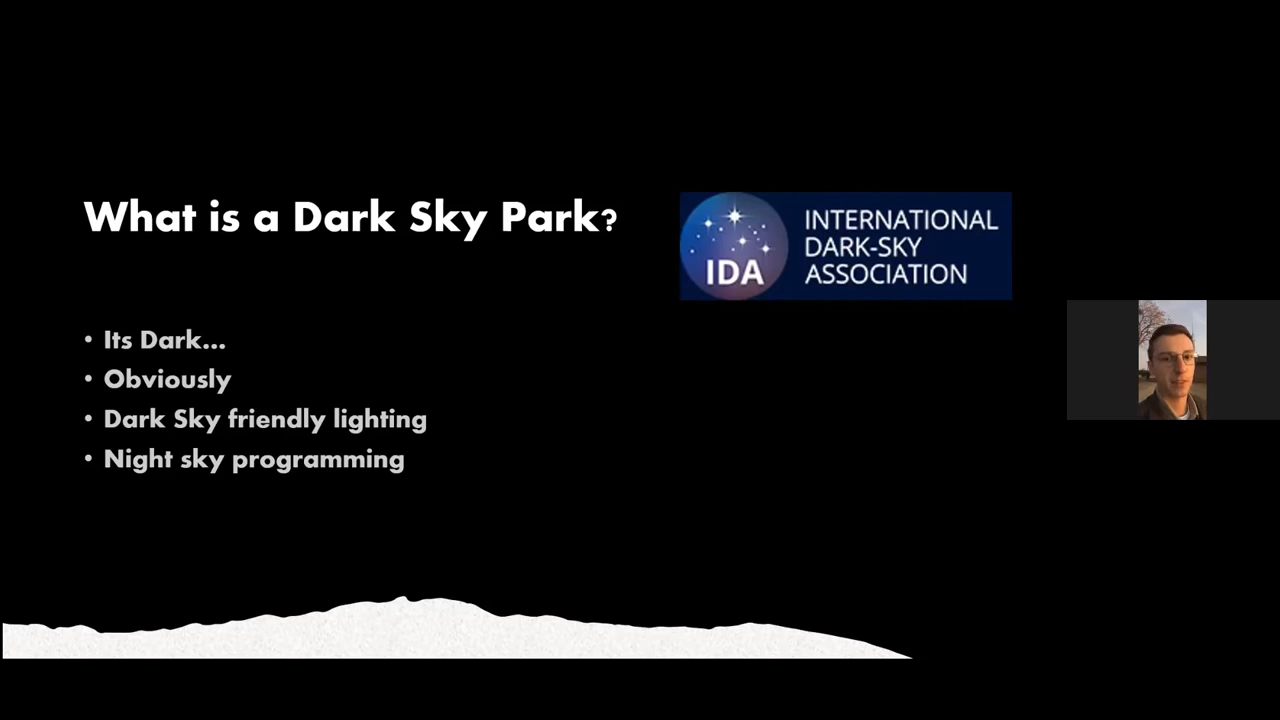 What is a Dark Sky Park?
IDA
INTERNATIONAL
DARK-SKY
ASSOCIATION
• Its Dark...
• Obviously
• Dark Sky friendly lighting
• Night sky programming